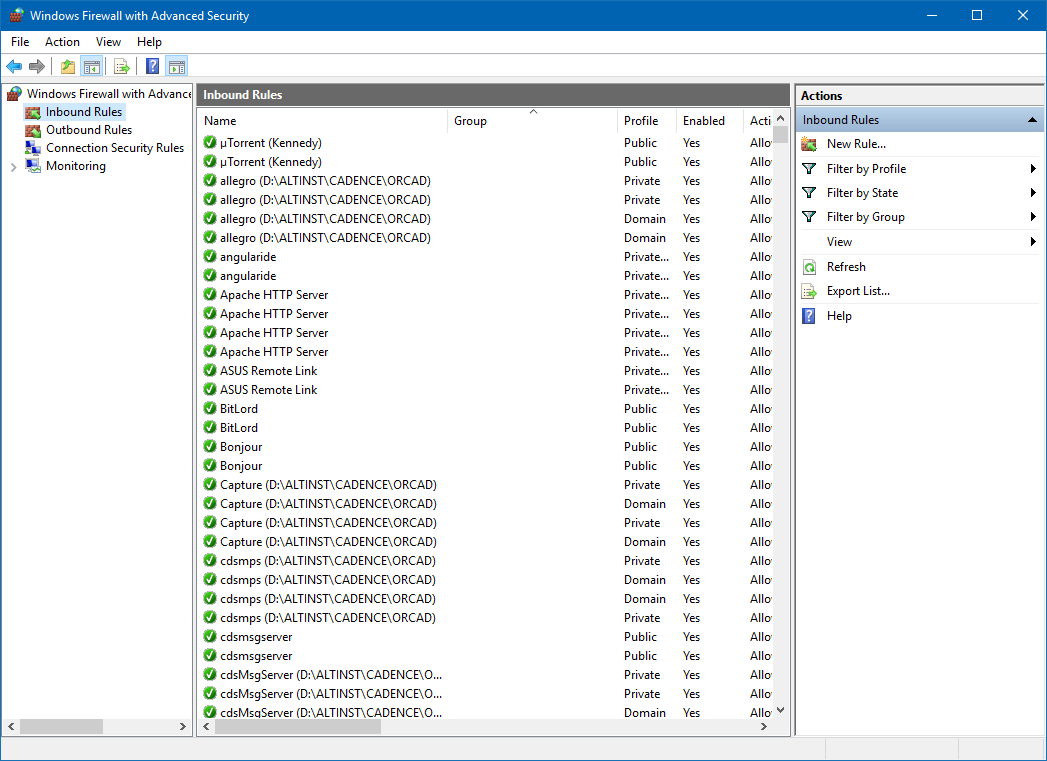 Windows Firewall with Advanced Security
File Action View Help
Windows Firewall with Advance
Inbound Rules
Outbound Rules
Connection Security Rules
Monitoring
Inbound Rules
Name Group Profile Enabled Acti
µTorrent (Kennedy) Public Yes Allo
µTorrent (Kennedy) Public Yes Allo
allegro (D:\ALTINST\CADENCE\ORCAD) Private Yes Allo
allegro (D:\ALTINST\CADENCE\ORCAD) Private Yes Allo
allegro (D:\ALTINST\CADENCE\ORCAD) Domain Yes Allo
allegro (D:\ALTINST\CADENCE\ORCAD) Domain Yes Allo
angularide Private... Yes Allo
angularide Private... Yes Allo
Apache HTTP Server Private... Yes Allo
Apache HTTP Server Private... Yes Allo
Apache HTTP Server Private... Yes Allo
Apache HTTP Server Private... Yes Allo
ASUS Remote Link Private... Yes Allo
ASUS Remote Link Private... Yes Allo
BitLord Public Yes Allo
BitLord Public Yes Allo
Bonjour Public Yes Allo
Bonjour Public Yes Allo
Capture (D:\ALTINST\CADENCE\ORCAD) Private Yes Allo
Capture (D:\ALTINST\CADENCE\ORCAD) Domain Yes Allo
Capture (D:\ALTINST\CADENCE\ORCAD) Private Yes Allo
Capture (D:\ALTINST\CADENCE\ORCAD) Domain Yes Allo
cdsmps (D:\ALTINST\CADENCE\ORCAD) Private Yes Allo
cdsmps (D:\ALTINST\CADENCE\ORCAD) Domain Yes Allo
cdsmps (D:\ALTINST\CADENCE\ORCAD) Domain Yes Allo
cdsmps (D:\ALTINST\CADENCE\ORCAD) Private Yes Allo
cdsmsgserver Public Yes Allo
cdsmsgserver Public Yes Allo
cdsMsgServer (D:\ALTINST\CADENCE\O... Private Yes Allo
cdsMsgServer (D:\ALTINST\CADENCE\O... Private Yes Allo
cdsMsgServer (D:\ALTINST\CADENCE\O... Domain Yes Allo
Actions
Inbound Rules
New Rule...
Filter by Profile
Filter by State
Filter by Group
View
Refresh
Export List...
Help